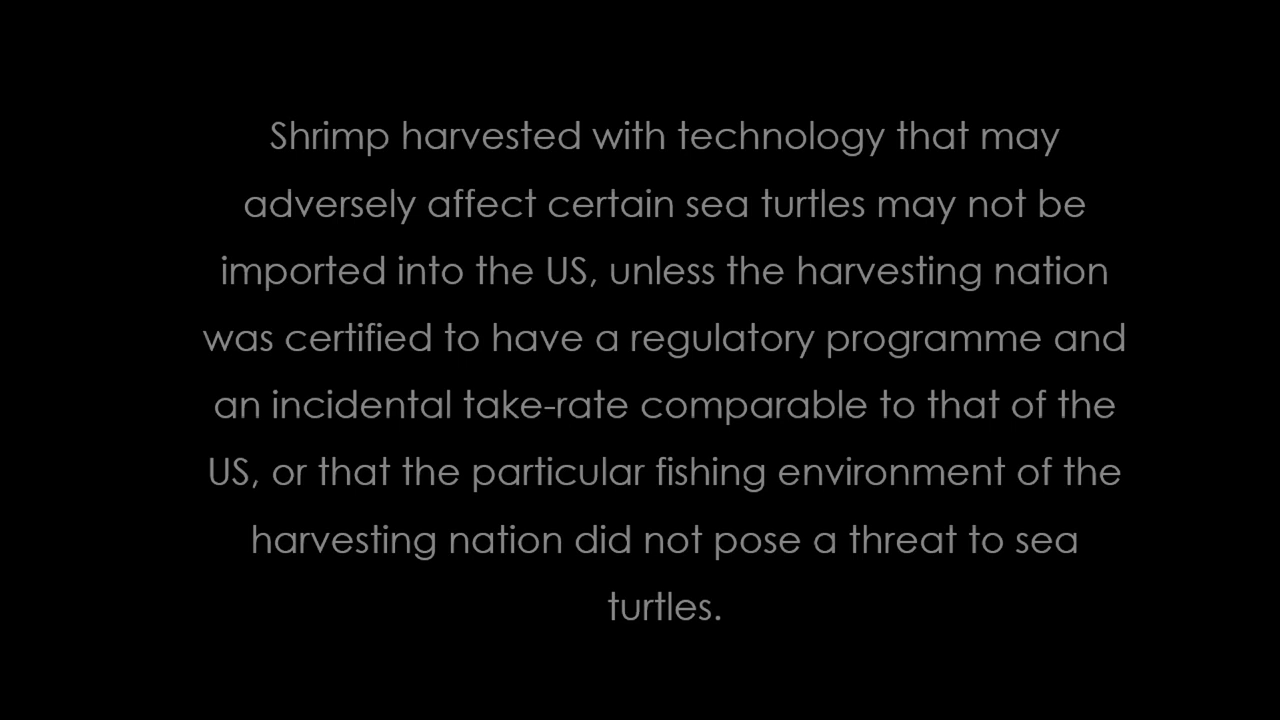 Shrimp harvested with technology that may
adversely affect certain sea turtles may not be
imported into the US, unless the harvesting nation
was certified to have a regulatory programme and
an incidental take-rate comparable to that of the
US, or that the particular fishing environment of the
harvesting nation did not pose a threat to sea
turtles.